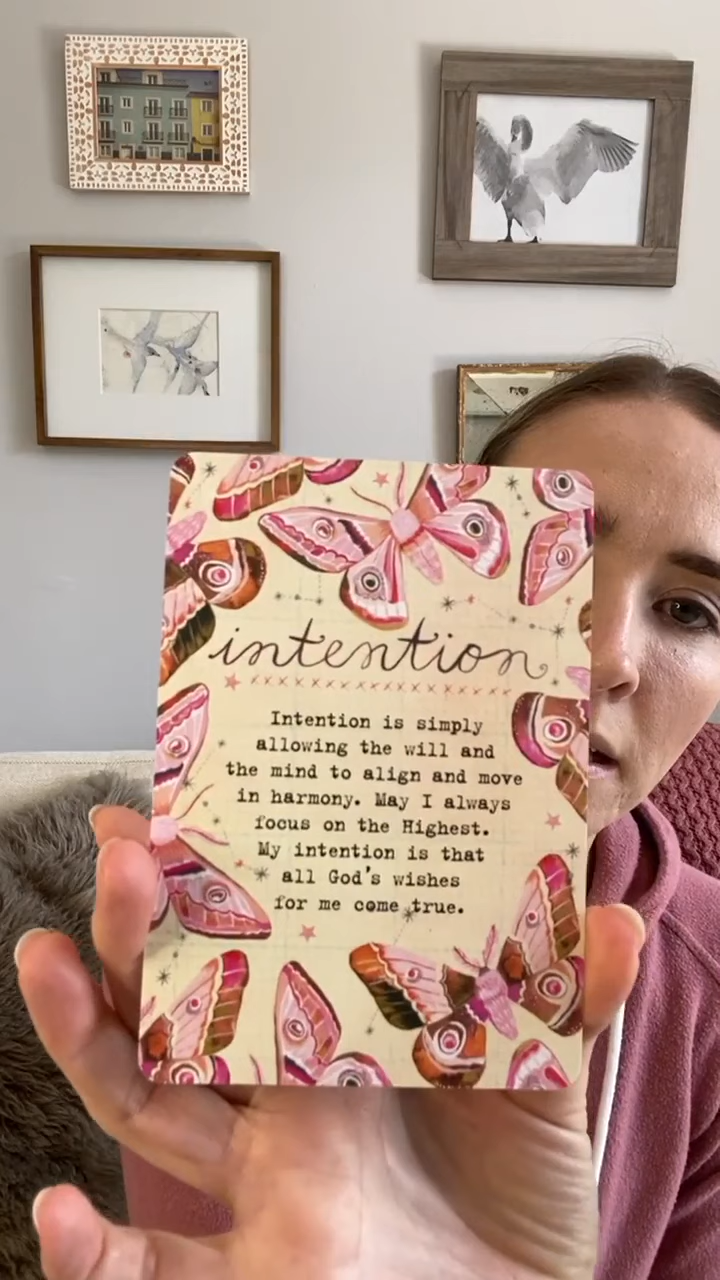 intention
Intention is simply
allowing the will and
the mind to align and move
in harmony. May I always
focus on the Highest.
My intention is that
all God's wishes
for me come true.